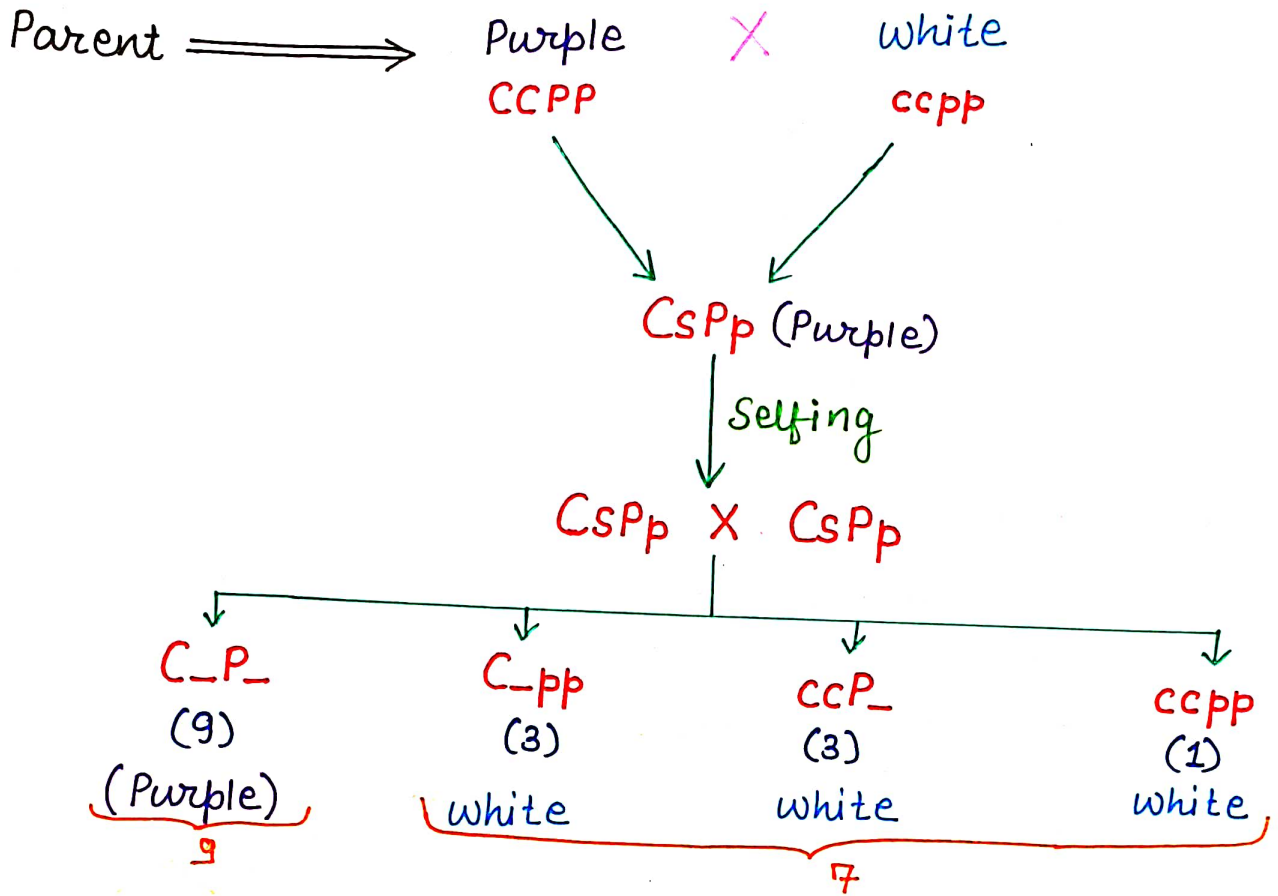 Parent Purple X white
CCPP ccpp
CsPp (Purple)
Selfing
CsPp X CsPp
C_P_ C_pp ccP_ ccpp
(9) (3) (3) (1)
(Purple) white white white
9 7